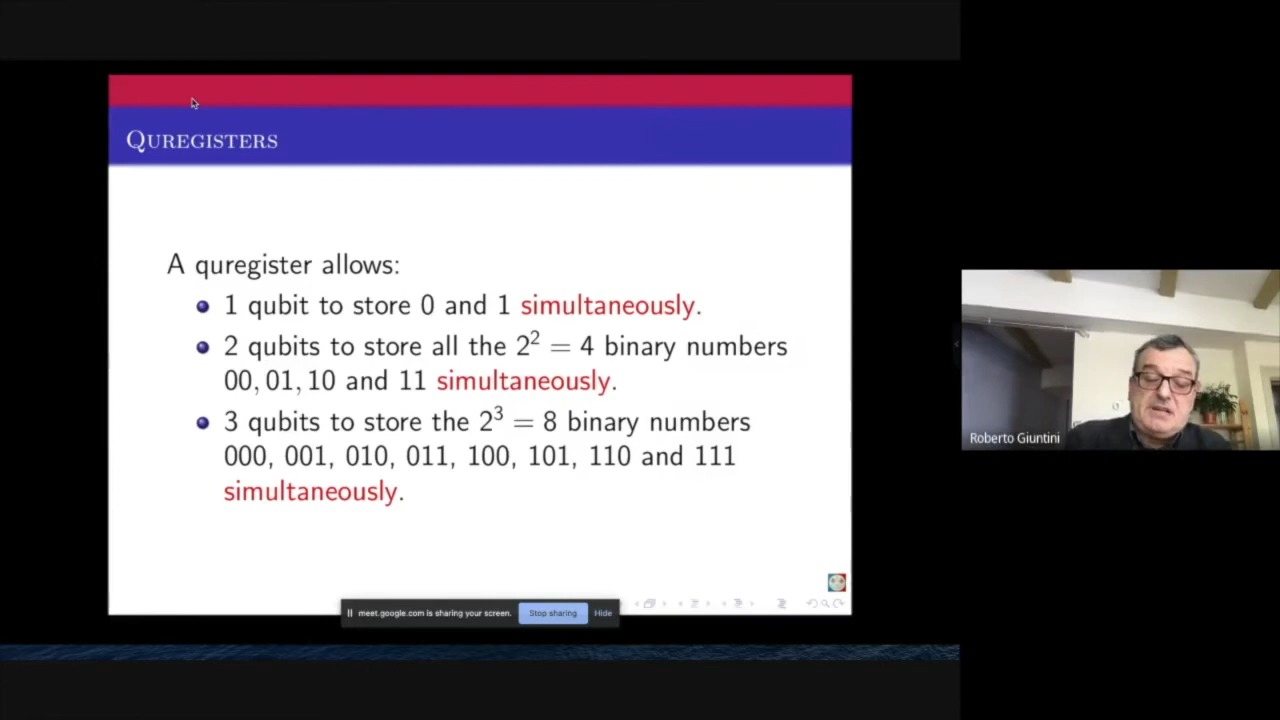 QUREGISTERS
A quregister allows:
1 qubit to store 0 and 1 simultaneously.
2 qubits to store all the 2² = 4 binary numbers
00, 01, 10 and 11 simultaneously.
3 qubits to store the 2³ = 8 binary numbers
000, 001, 010, 011, 100, 101, 110 and 111
simultaneously.
Roberto Giuntini
meet.google.com is sharing your screen. Stop sharing Hide